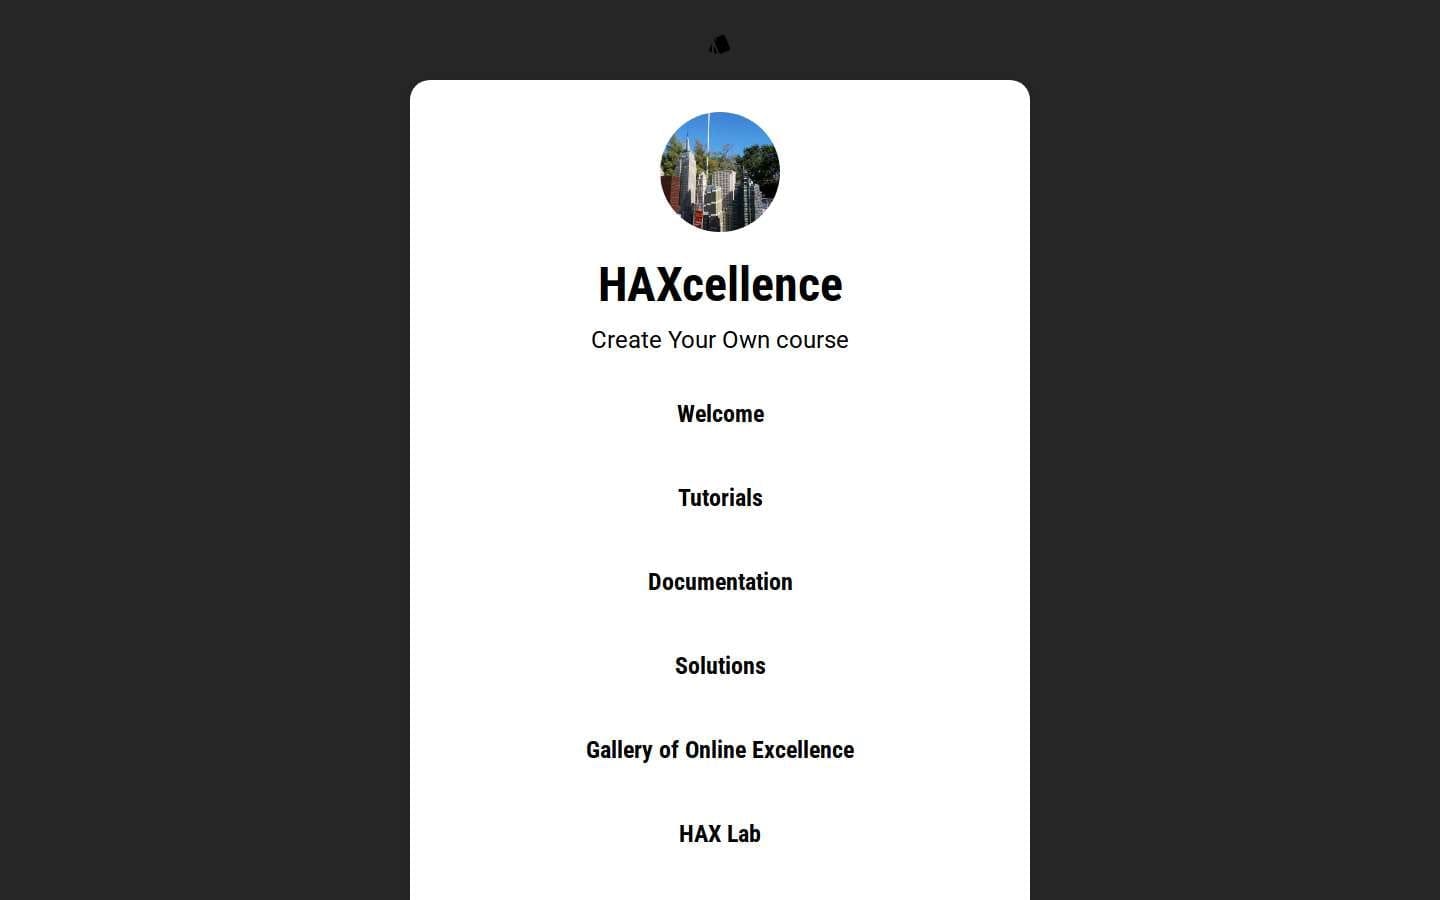 HAXcellence
Create Your Own course
Welcome
Tutorials
Documentation
Solutions
Gallery of Online Excellence
HAX Lab